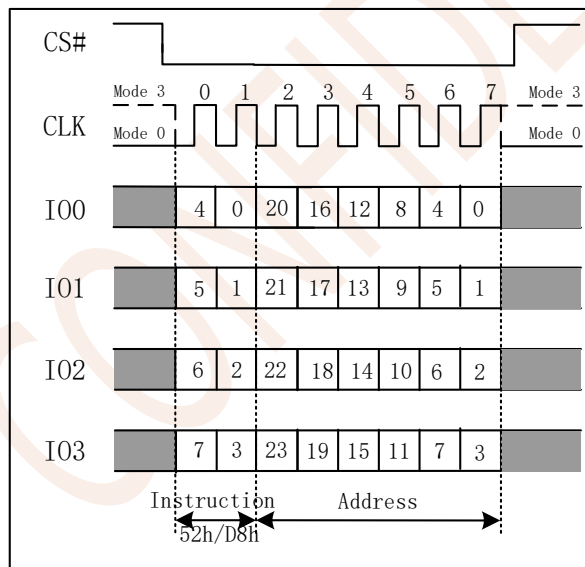 CS#
Mode 3 0 1 2 3 4 5 6 7 Mode 3
CLK
Mode 0 Mode 0
IO0 4 0 20 16 12 8 4 0
IO1 5 1 21 17 13 9 5 1
IO2 6 2 22 18 14 10 6 2
IO3 7 3 23 19 15 11 7 3
Instruction Address
52h/D8h